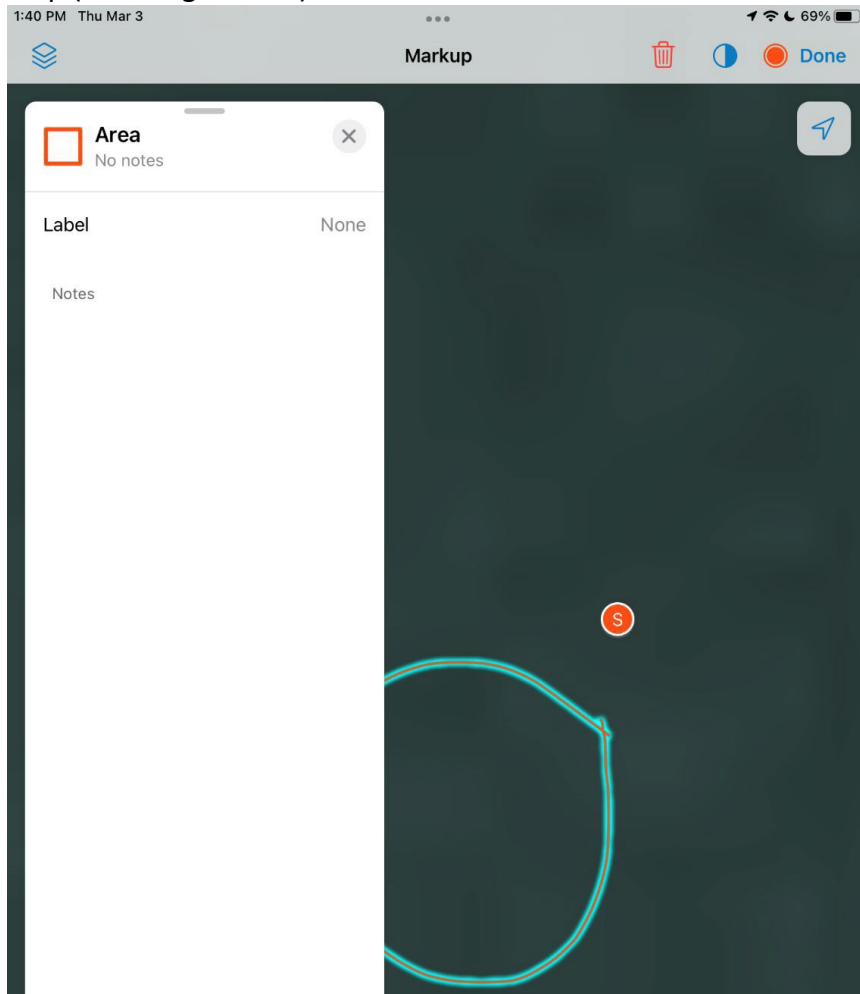 1:40 PM Thu Mar 3 69%
Markup Done
Area
No notes
Label None
Notes
S